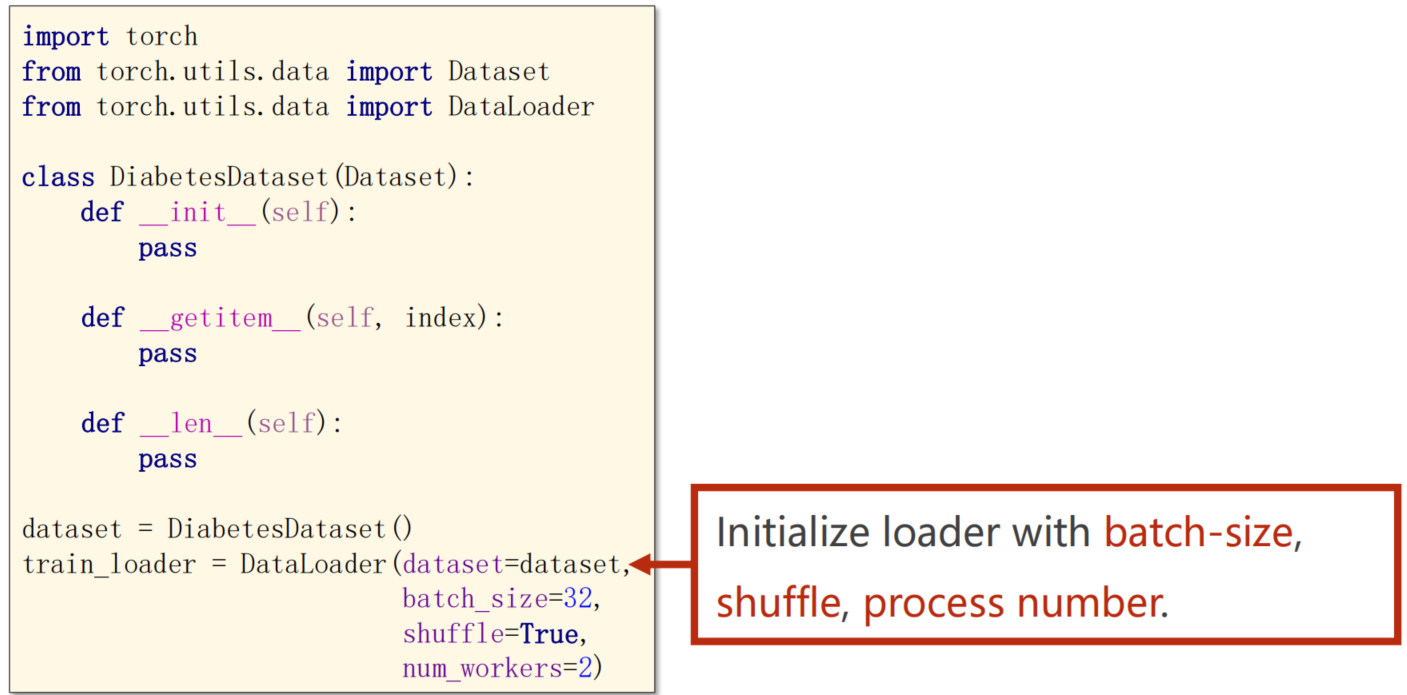 import torch
from torch.utils.data import Dataset
from torch.utils.data import DataLoader

class DiabetesDataset(Dataset):
    def __init__(self):
        pass

    def __getitem__(self, index):
        pass

    def __len__(self):
        pass

dataset = DiabetesDataset()
train_loader = DataLoader(dataset=dataset,
                          batch_size=32,
                          shuffle=True,
                          num_workers=2)
Initialize loader with batch-size,
shuffle, process number.